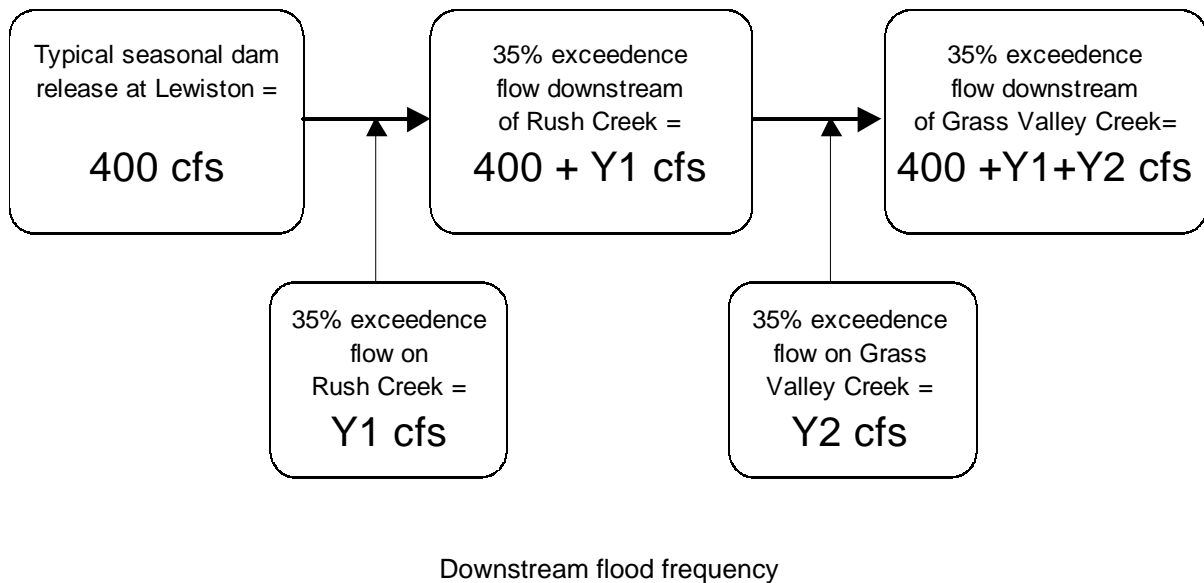 Typical seasonal dam
release at Lewiston =
400 cfs
35% exceedence
flow downstream
of Rush Creek =
400 + Y1 cfs
35% exceedence
flow downstream
of Grass Valley Creek=
400 +Y1+Y2 cfs
35% exceedence
flow on
Rush Creek =
Y1 cfs
35% exceedence
flow on Grass
Valley Creek =
Y2 cfs
Downstream flood frequency